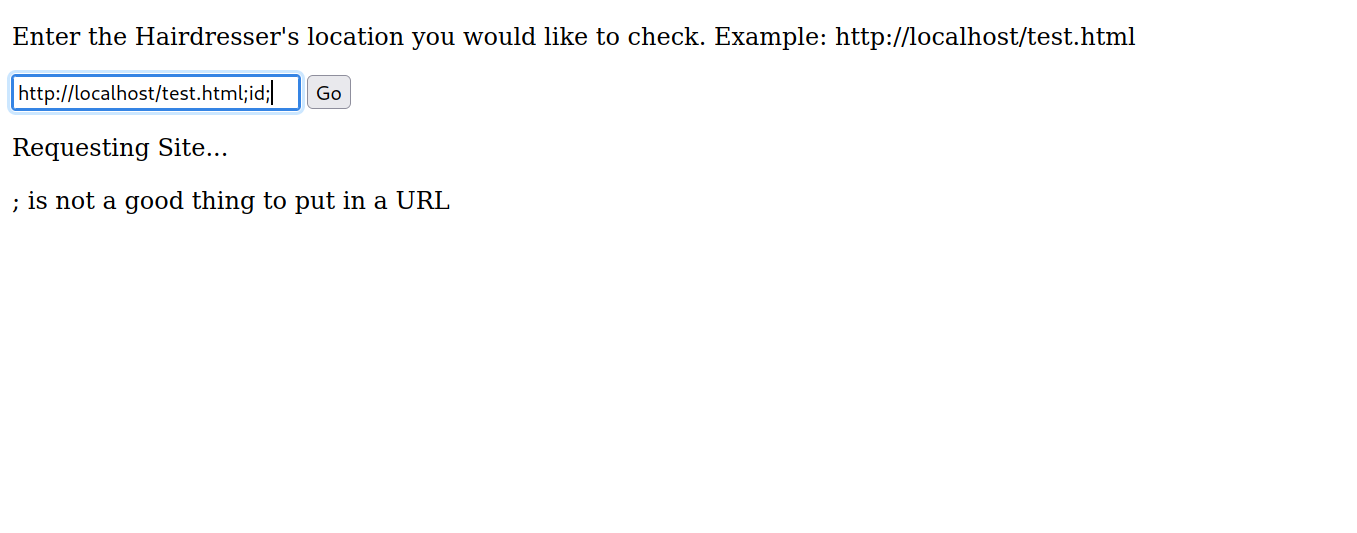 Enter the Hairdresser's location you would like to check. Example: http://localhost/test.html
http://localhost/test.html;id; Go
Requesting Site...
; is not a good thing to put in a URL